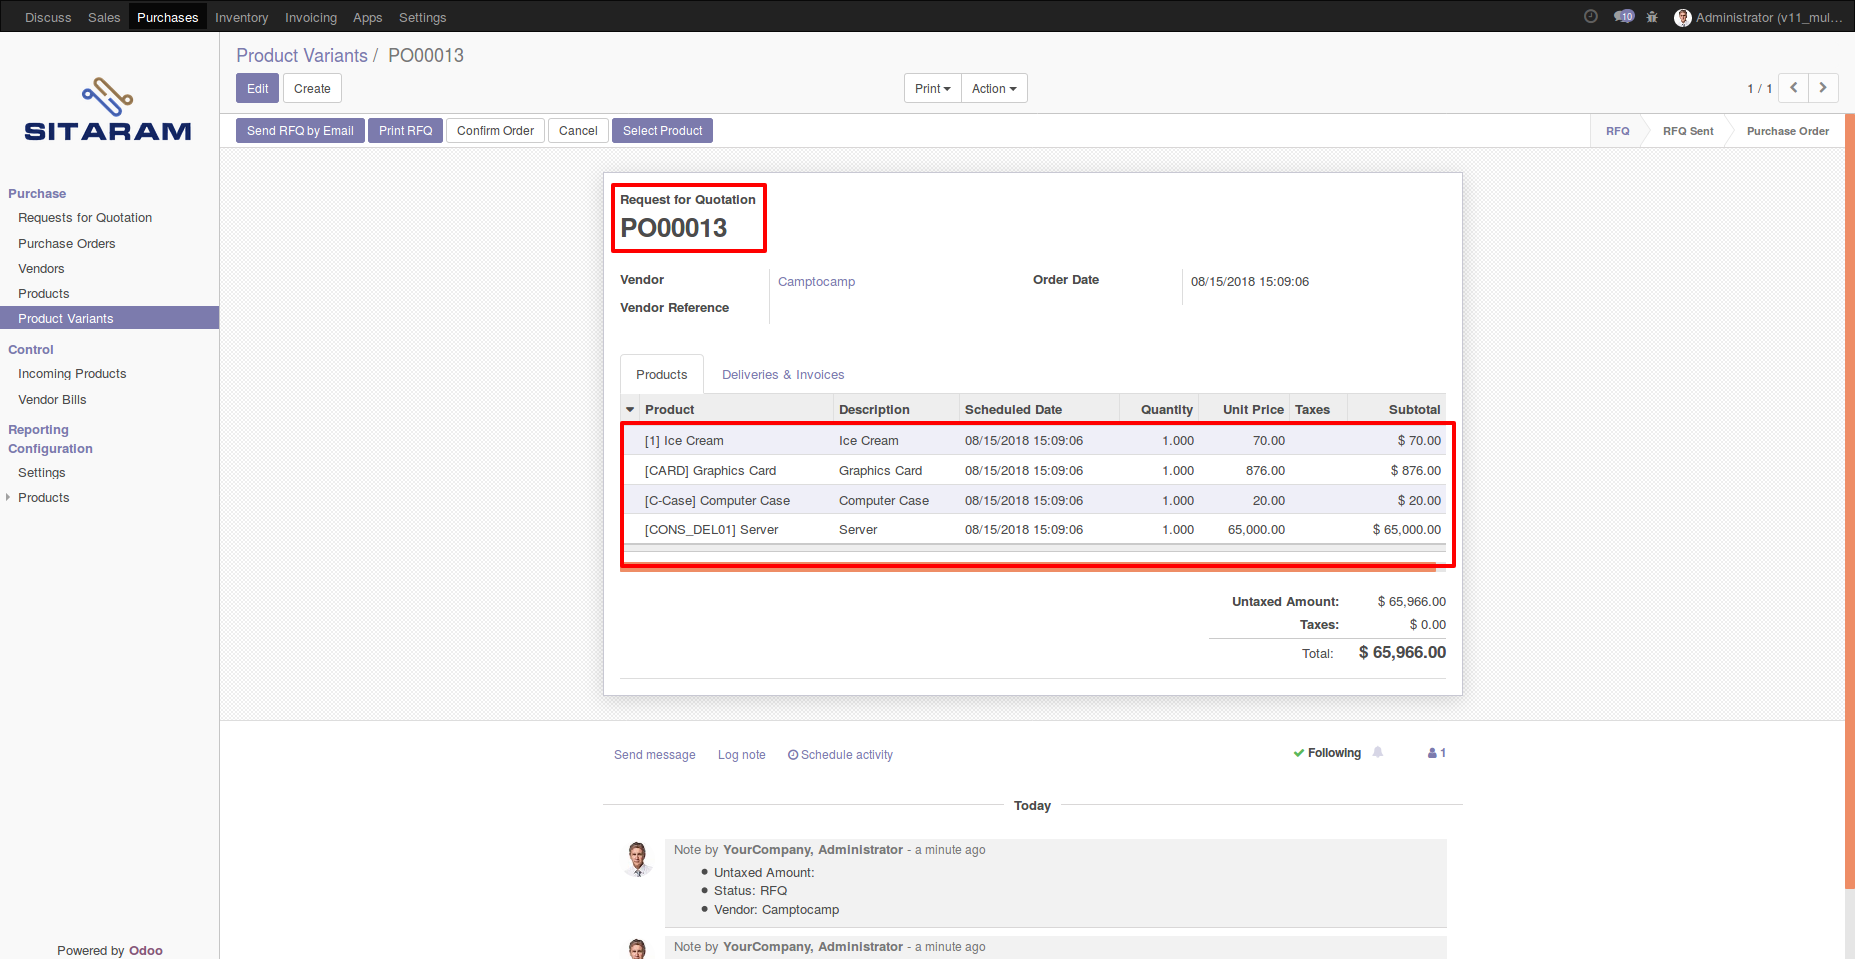 Discuss Sales Purchases Inventory Invoicing Apps Settings 10 Administrator (v11_mul...
SITARAM
Purchase
Requests for Quotation
Purchase Orders
Vendors
Products
Product Variants
Control
Incoming Products
Vendor Bills
Reporting
Configuration
Settings
Products
Powered by Odoo
Product Variants / PO00013
Edit Create Print Action 1 / 1
Send RFQ by Email Print RFQ Confirm Order Cancel Select Product RFQ RFQ Sent Purchase Order
Request for Quotation
PO00013
Vendor Camptocamp Order Date 08/15/2018 15:09:06
Vendor Reference
Products Deliveries & Invoices
Product Description Scheduled Date Quantity Unit Price Taxes Subtotal
[1] Ice Cream Ice Cream 08/15/2018 15:09:06 1.000 70.00 $ 70.00
[CARD] Graphics Card Graphics Card 08/15/2018 15:09:06 1.000 876.00 $ 876.00
[C-Case] Computer Case Computer Case 08/15/2018 15:09:06 1.000 20.00 $ 20.00
[CONS_DEL01] Server Server 08/15/2018 15:09:06 1.000 65,000.00 $ 65,000.00
Untaxed Amount: $ 65,966.00
Taxes: $ 0.00
Total: $ 65,966.00
Send message Log note Schedule activity Following 1
Today
Note by YourCompany, Administrator - a minute ago
• Untaxed Amount:
• Status: RFQ
• Vendor: Camptocamp
Note by YourCompany, Administrator - a minute ago